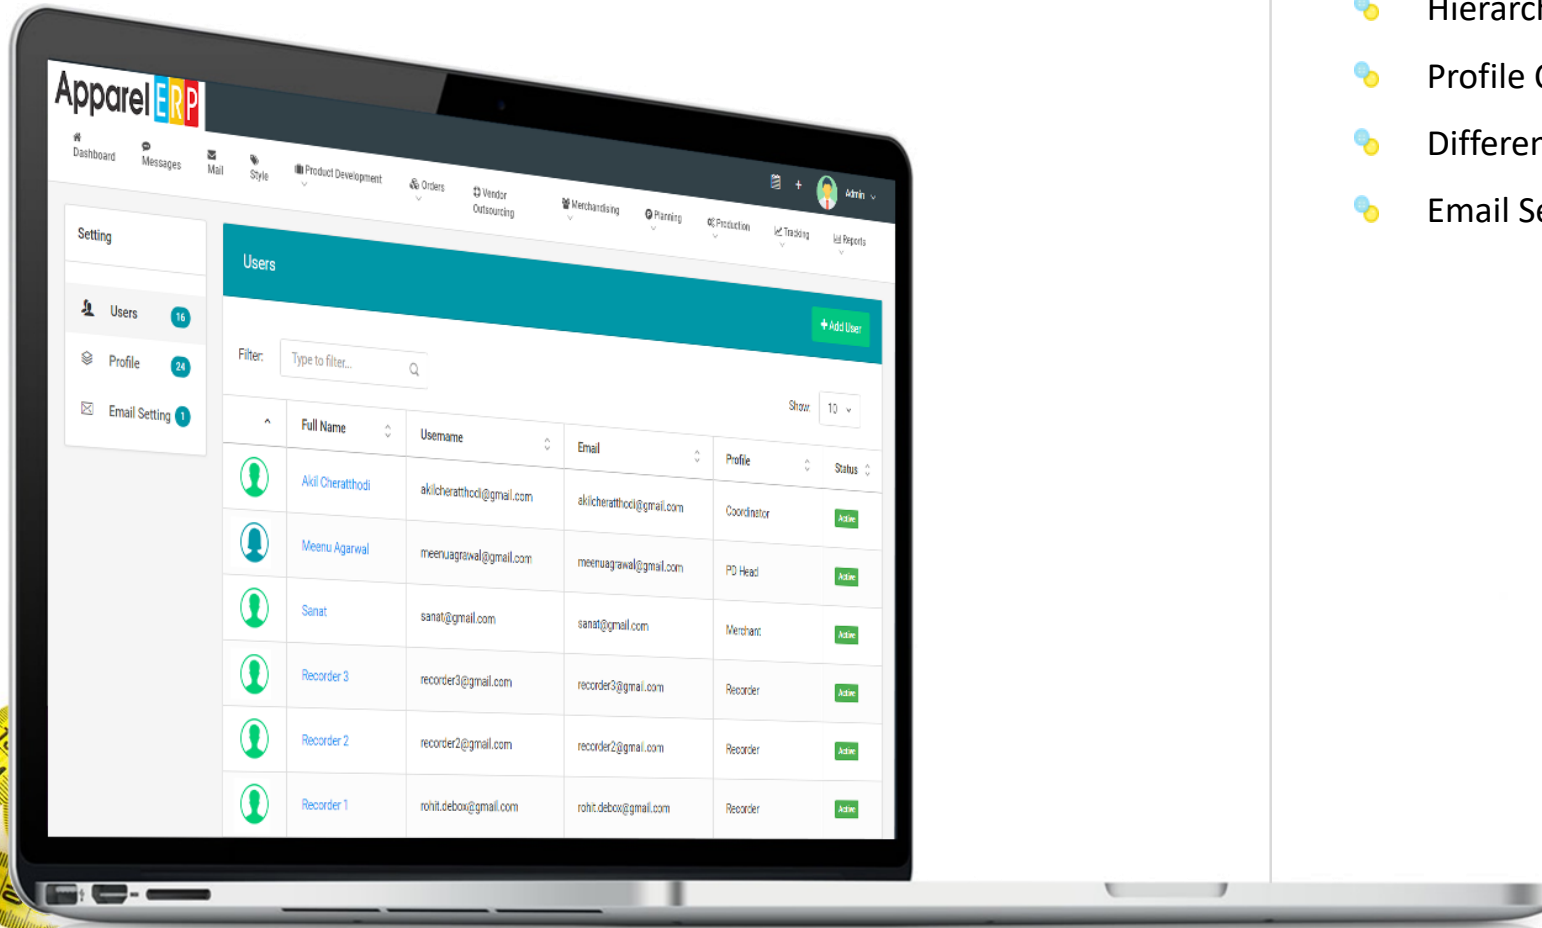 Apparel ERP
Admin
Dashboard
Messages
Mail
Style
Product Development
Orders
Vendor
Outsourcing
Merchandising
Planning
Production
Tracking
Reports
Setting
Users 16
Profile 24
Email Setting 1
Users
+ Add User
Filter: Type to filter...
Show: 10
Full Name Username Email Profile Status
Akil Cheratthodi akilcheratthodi@gmail.com akilcheratthodi@gmail.com Coordinator Active
Meenu Agarwal meenuagrawal@gmail.com meenuagrawal@gmail.com PD Head Active
Sanat sanat@gmail.com sanat@gmail.com Merchant Active
Recorder 3 recorder3@gmail.com recorder3@gmail.com Recorder Active
Recorder 2 recorder2@gmail.com recorder2@gmail.com Recorder Active
Recorder 1 rohit.debox@gmail.com rohit.debox@gmail.com Recorder Active
Profile
Email